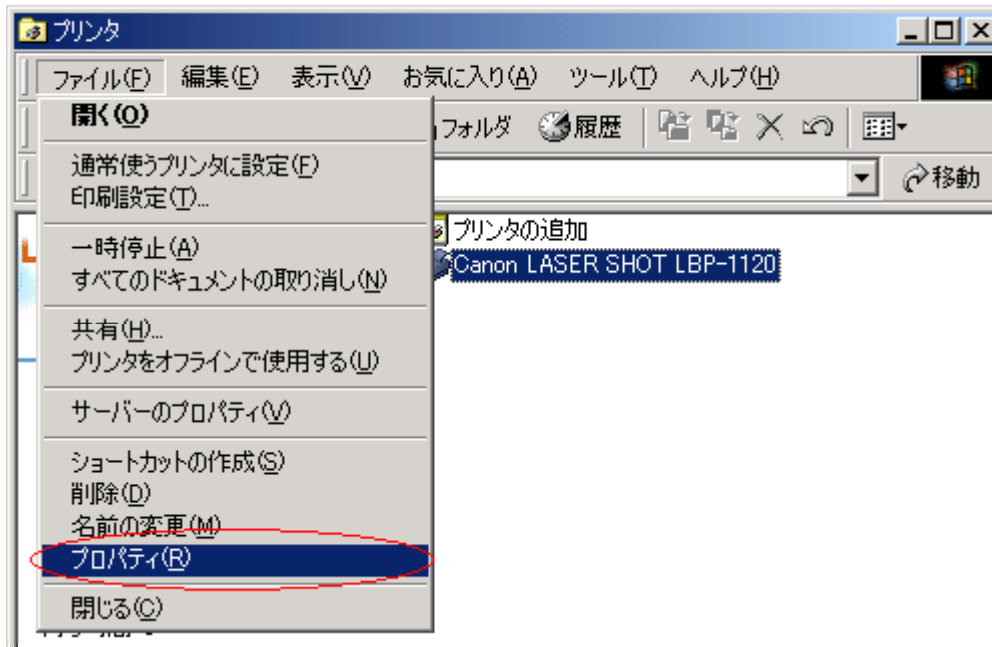 プリンタ
ファイル(F) 編集(E) 表示(V) お気に入り(A) ツール(T) ヘルプ(H)
フォルダ 履歴
移動
開く(O)
通常使うプリンタに設定(F)
印刷設定(T)...
一時停止(A)
すべてのドキュメントの取り消し(N)
共有(H)...
プリンタをオフラインで使用する(U)
サーバーのプロパティ(V)
ショートカットの作成(S)
削除(D)
名前の変更(M)
プロパティ(R)
閉じる(C)
プリンタの追加
Canon LASER SHOT LBP-1120